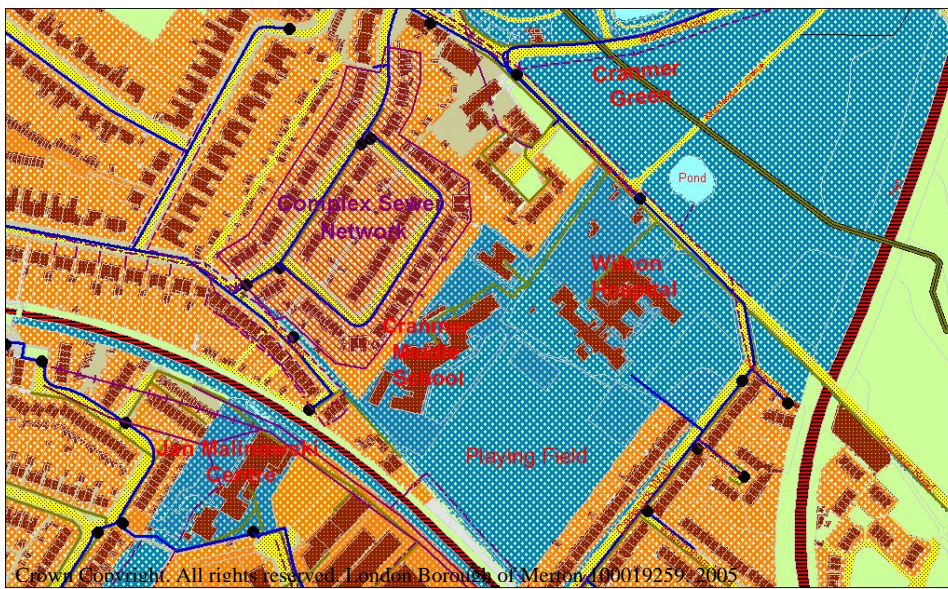 Cranmer
Green
Pond
Complex Sewer
Network
Wilson
Hospital
Cranmer
Middle
School
Jan Malinowski
Centre
Playing Field
Crown Copyright. All rights reserved. London Borough of Merton 100019259. 2005